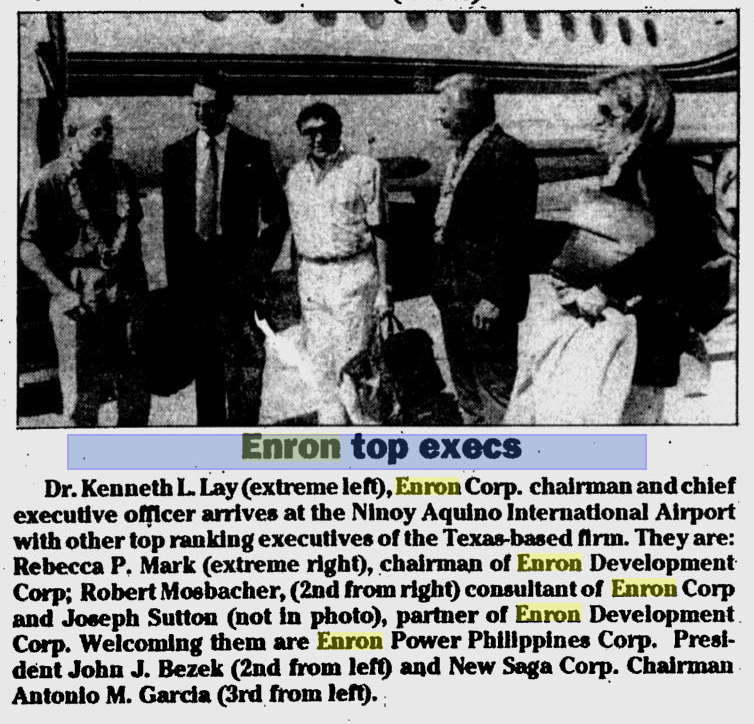 Enron top execs
Dr. Kenneth L. Lay (extreme left), Enron Corp. chairman and chief
executive officer arrives at the Ninoy Aquino International Airport
with other top ranking executives of the Texas-based firm. They are:
Rebecca P. Mark (extreme right), chairman of Enron Development
Corp; Robert Mosbacher, (2nd from right) consultant of Enron Corp
and Joseph Sutton (not in photo), partner of Enron Development
Corp. Welcoming them are Enron Power Philippines Corp. Presi-
dent John J. Bezek (2nd from left) and New Saga Corp. Chairman
Antonio M. Garcia (3rd from left).